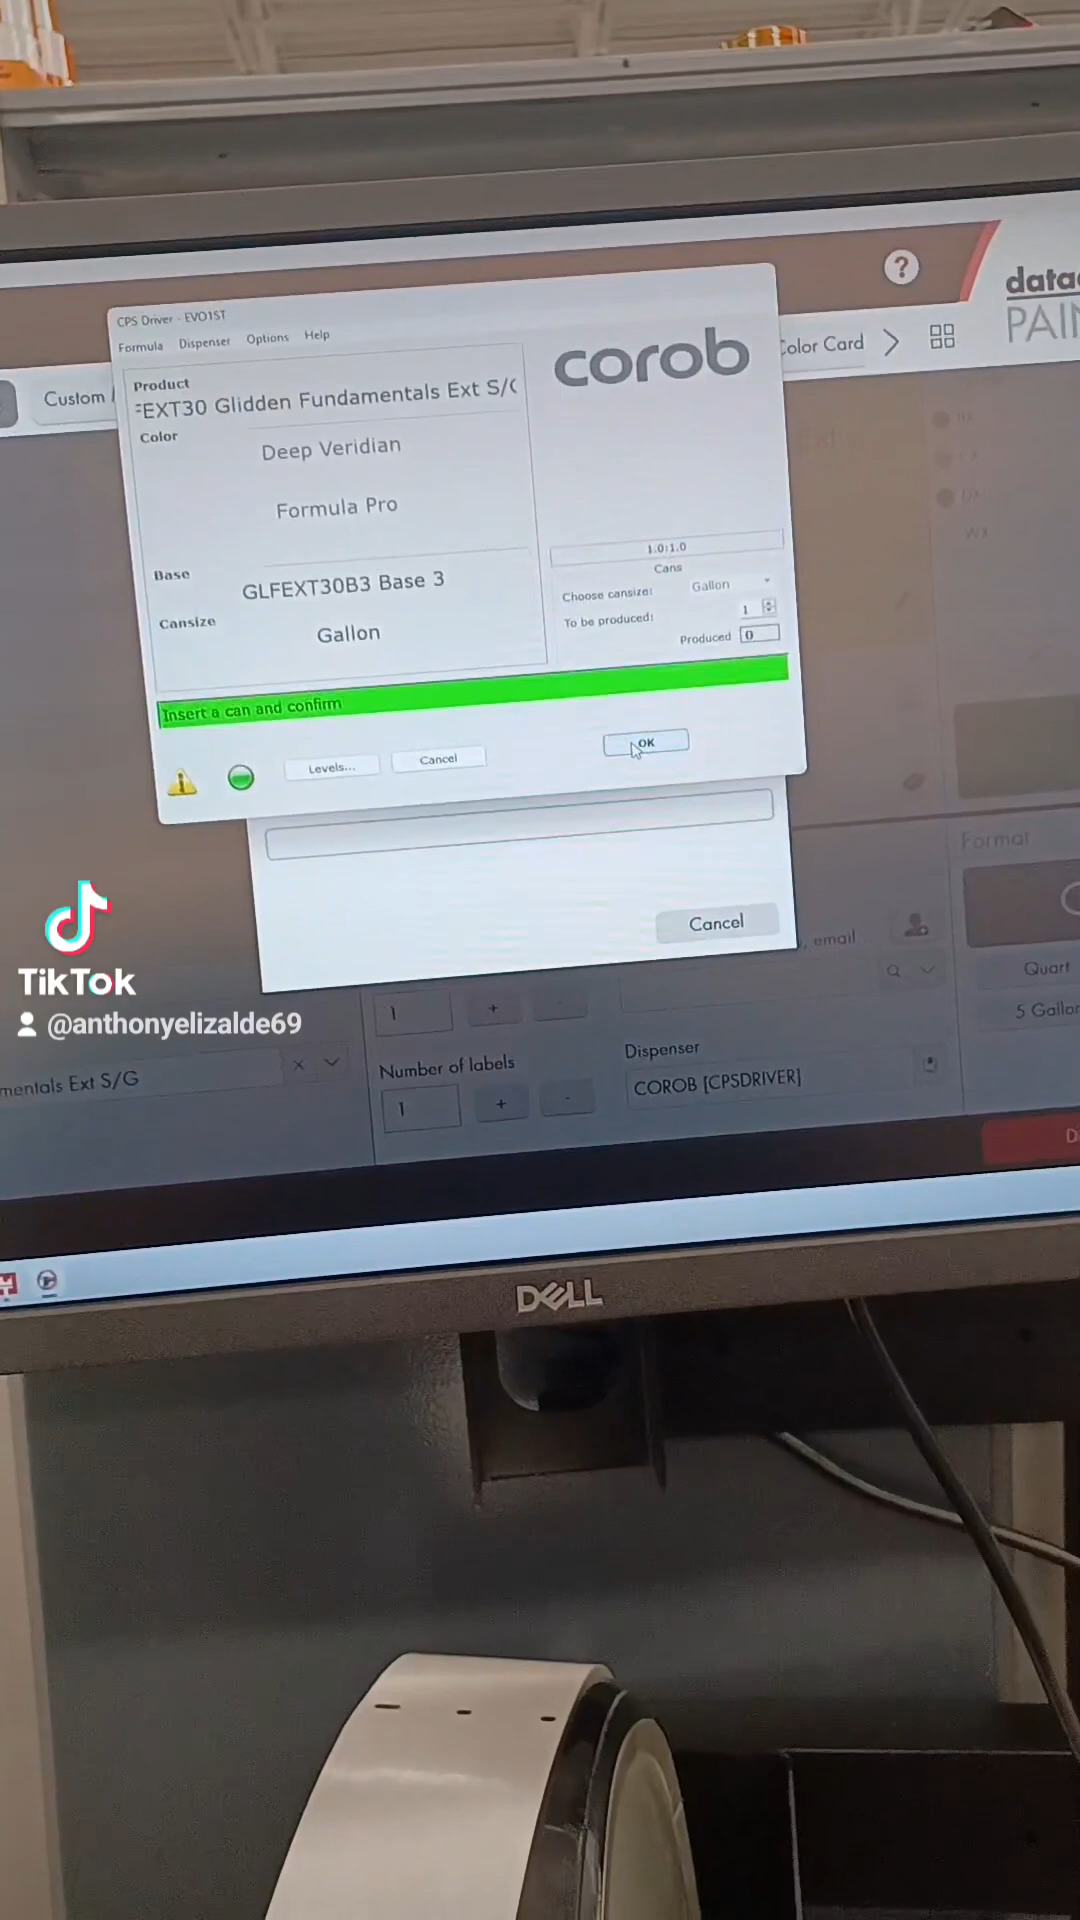 CPS Driver - EVO1ST
Formula Dispenser Options Help
corob
Product
EXT30 Glidden Fundamentals Ext S/
Color
Deep Veridian
Formula Pro
Base
GLFEXT30B3 Base 3
Cansize
Gallon
1.0:1.0
Cans
Choose cansize: Gallon
To be produced: 1
Produced 0
Insert a can and confirm
Levels... Cancel OK
Cancel
?
data
PAI
Color Card
Custom
Format
, email
Quart
5 Gallo
1 + -
mentals Ext S/G
Number of labels
1 + -
Dispenser
COROB [CPSDRIVER]
D
DELL
TikTok
@anthonyelizalde69